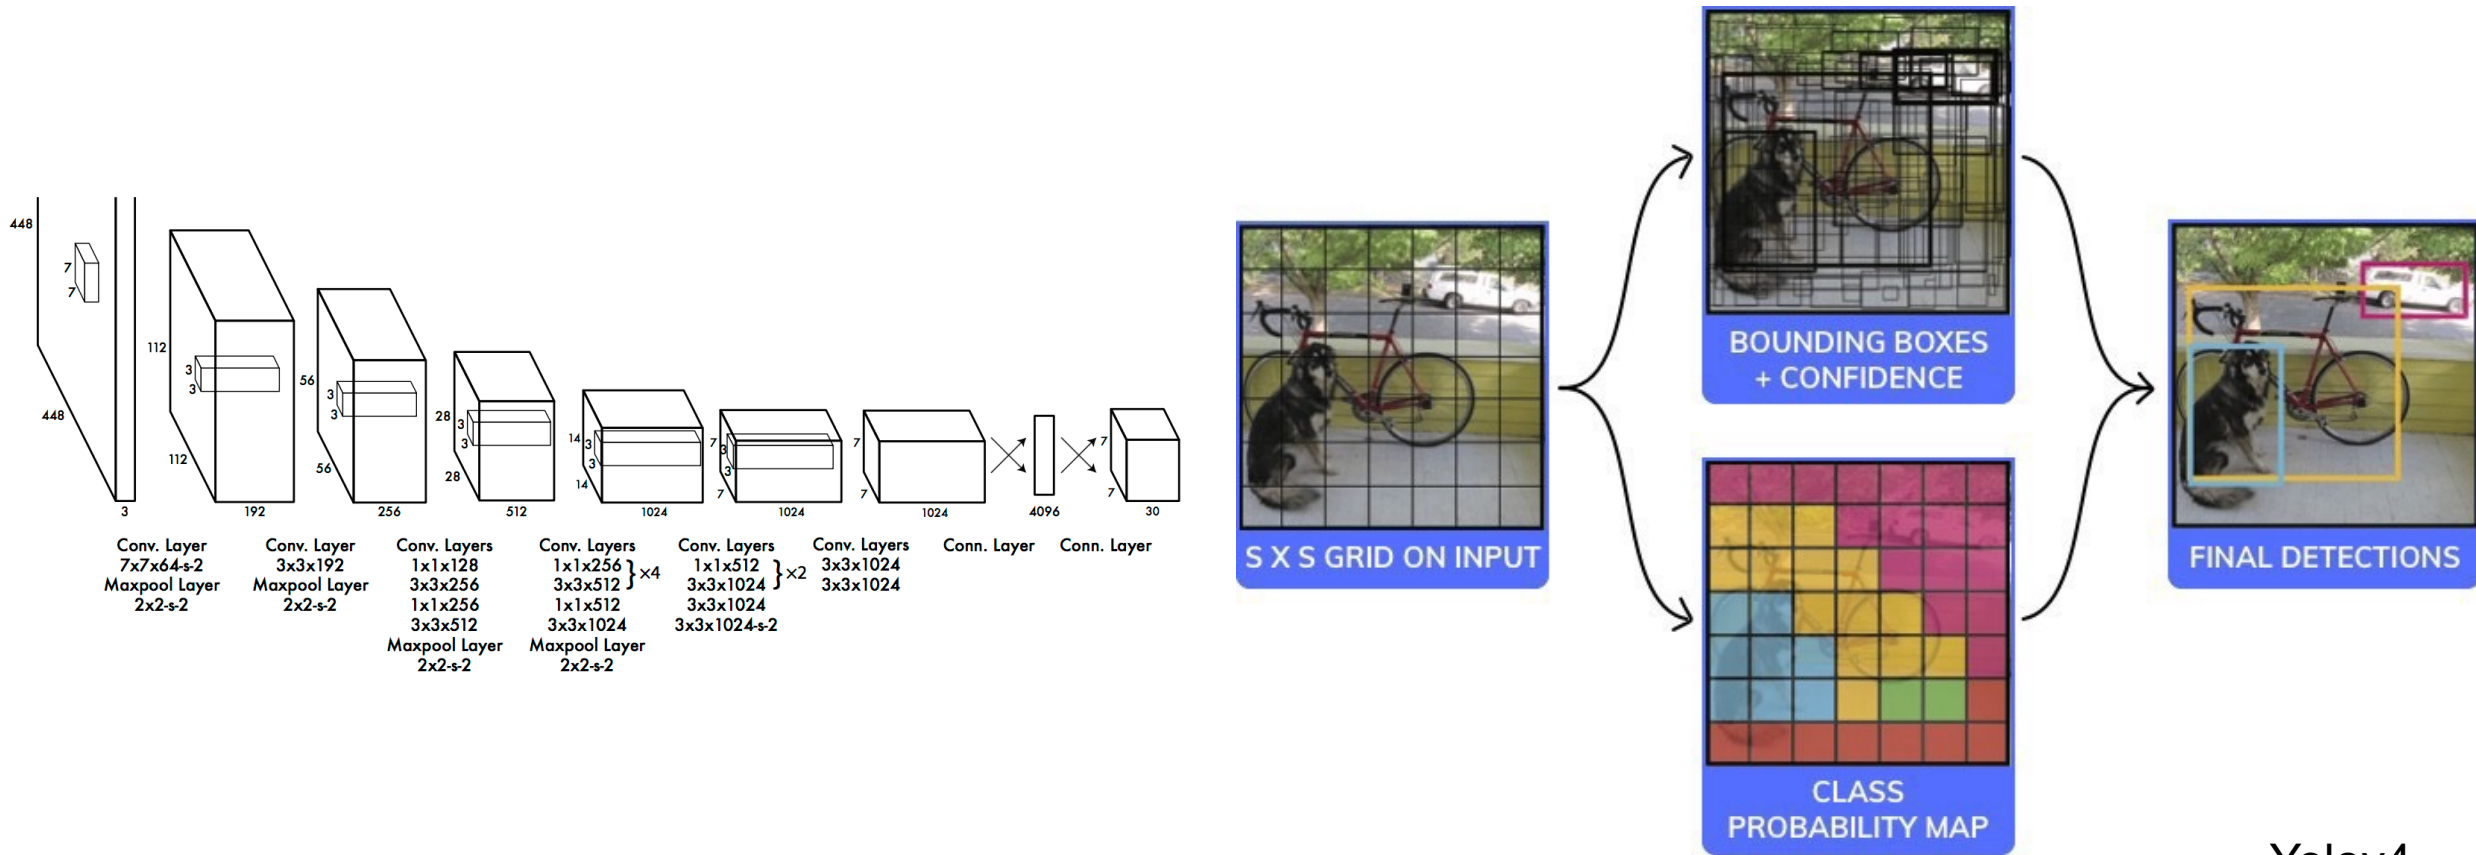 448
7
7
448
3
112
3
3
112
192
56
3
3
56
256
28
3
3
28
512
14
3
3
14
1024
7
3
3
7
1024
7
7
1024
4096
7
7
30
Conv. Layer
7x7x64-s-2
Maxpool Layer
2x2-s-2
Conv. Layer
3x3x192
Maxpool Layer
2x2-s-2
Conv. Layers
1x1x128
3x3x256
1x1x256
3x3x512
Maxpool Layer
2x2-s-2
Conv. Layers
1x1x256
3x3x512
}×4
1x1x512
3x3x1024
Maxpool Layer
2x2-s-2
Conv. Layers
1x1x512
3x3x1024
}×2
3x3x1024
3x3x1024-s-2
Conv. Layers
3x3x1024
3x3x1024
Conn. Layer
Conn. Layer
S X S GRID ON INPUT
BOUNDING BOXES
+ CONFIDENCE
CLASS
PROBABILITY MAP
FINAL DETECTIONS
Yolov4